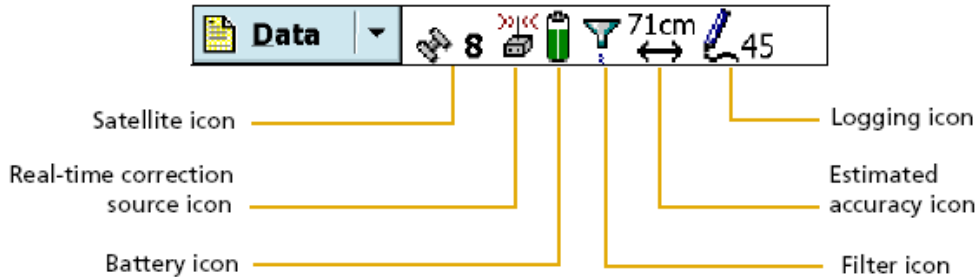 Data 8 71cm 45
Satellite icon
Logging icon
Real-time correction
source icon
Estimated
accuracy icon
Battery icon
Filter icon